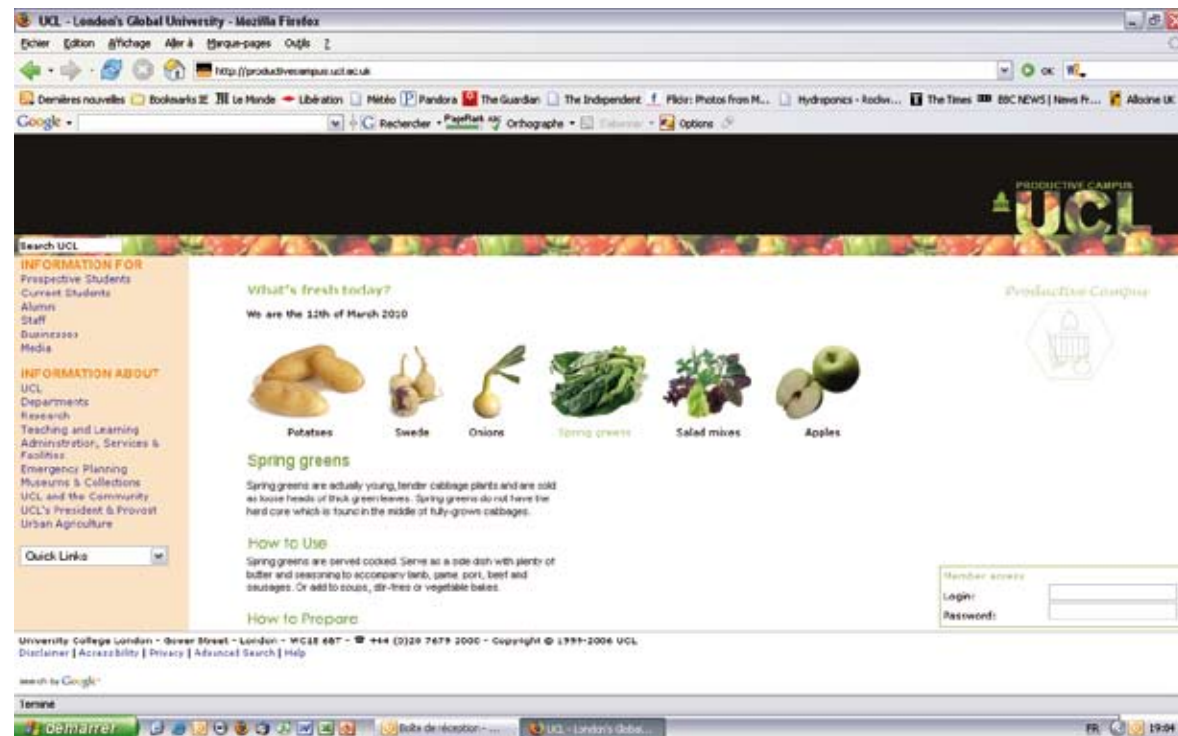 UCL - London's Global University - Mozilla Firefox
Fichier Edition Affichage Aller à Marque-pages Outils ?
http://productivecampus.ucl.ac.uk
OK
Dernières nouvelles Bookmarks Le Monde Libération Météo Pandora The Guardian The Independent Flickr: Photos from M... Hydroponics - Rockw... The Times BBC NEWS | News Fr... Allocine UK
Google Rechercher PageRank Orthographe Options
PRODUCTIVE CAMPUS
UCL
Search UCL
INFORMATION FOR
Prospective Students
Current Students
Alumni
Staff
Businesses
Media
INFORMATION ABOUT
UCL
Departments
Research
Teaching and Learning
Administration, Services &
Facilities
Emergency Planning
Museums & Collections
UCL and the Community
UCL's President & Provost
Urban Agriculture
Quick Links
What's fresh today?
We are the 12th of March 2010
Potatoes Swede Onions Spring greens Salad mixes Apples
Spring greens
Spring greens are actually young, tender cabbage plants and are sold
as loose heads of thick green leaves. Spring greens do not have the
hard core which is found in the middle of fully-grown cabbages.
How to Use
Spring greens are served cooked. Serve as a side dish with plenty of
butter and seasoning to accompany lamb, game, port, beef and
sausages. Or add to soups, stir-fries or vegetable bakes.
How to Prepare
Productive Campus
Member access
Login:
Password:
University College London - Gower Street - London - WC1E 6BT - ☎ +44 (0)20 7679 2000 - Copyright © 1999-2006 UCL
Disclaimer | Accessibility | Privacy | Advanced Search | Help
search by Google
Terminé
démarrer Boîte de réception - ... UCL - London's Global... FR 19:04